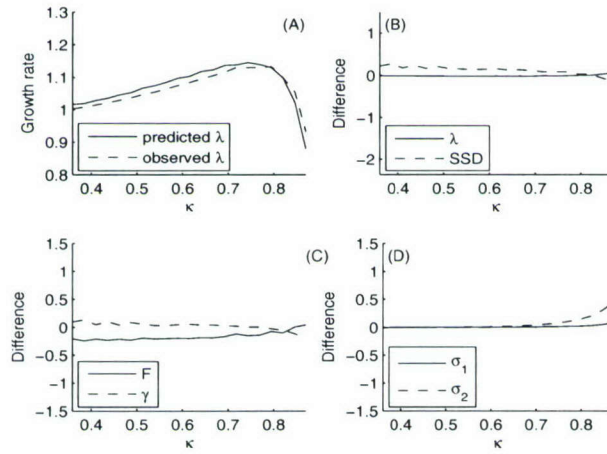 (A)
Growth rate
1.3
1.2
1.1
1
0.9
0.8
predicted λ
observed λ
0.4 0.5 0.6 0.7 0.8
κ
(B)
Difference
1
0
-1
-2
λ
SSD
0.4 0.5 0.6 0.7 0.8
κ
(C)
Difference
1.5
1
0.5
0
-0.5
-1
-1.5
F
γ
0.4 0.5 0.6 0.7 0.8
κ
(D)
Difference
1.5
1
0.5
0
-0.5
-1
-1.5
σ1
σ2
0.4 0.5 0.6 0.7 0.8
κ